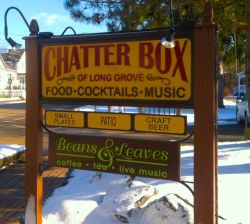 CHATTER BOX
OF LONG GROVE
FOOD·COCKTAILS·MUSIC
SMALL PLATES
PATIO
CRAFT BEER
Beans & Leaves
coffee · tea · live music